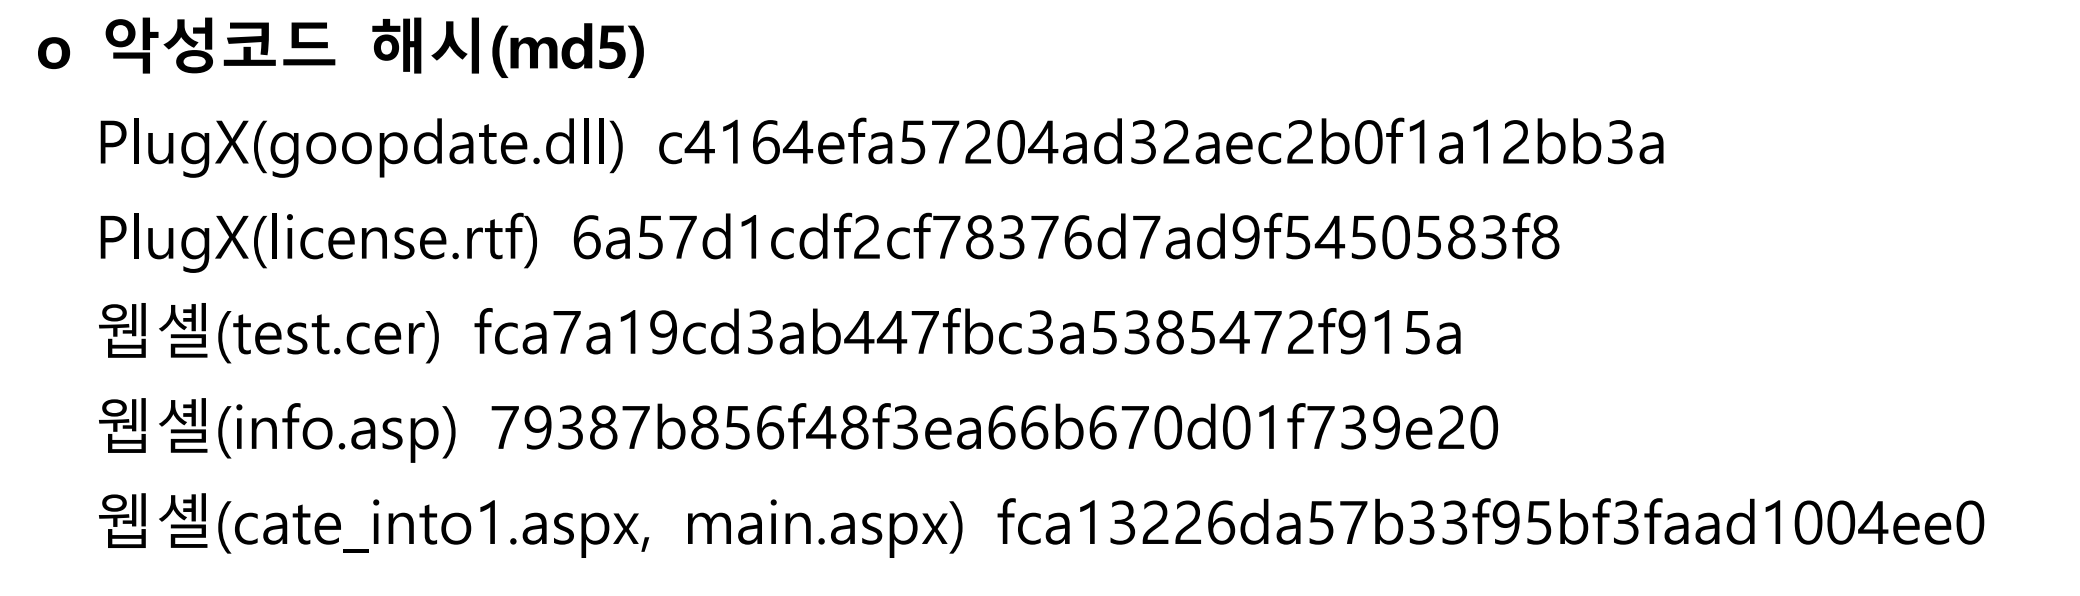 o 악성코드 해시(md5)
PlugX(goopdate.dll) c4164efa57204ad32aec2b0f1a12bb3a
PlugX(license.rtf) 6a57d1cdf2cf78376d7ad9f5450583f8
웹셸(test.cer) fca7a19cd3ab447fbc3a5385472f915a
웹셸(info.asp) 79387b856f48f3ea66b670d01f739e20
웹셸(cate_into1.aspx, main.aspx) fca13226da57b33f95bf3faad1004ee0